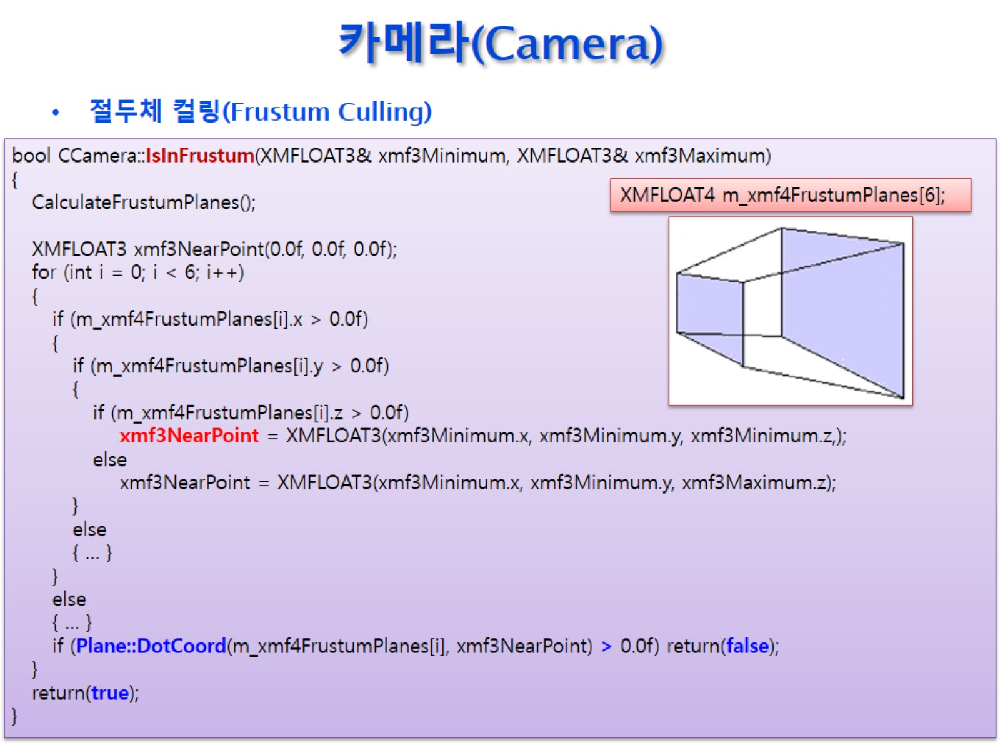 카메라(Camera)
• 절두체 컬링(Frustum Culling)
bool CCamera::IsInFrustum(XMFLOAT3& xmf3Minimum, XMFLOAT3& xmf3Maximum)
{
CalculateFrustumPlanes();
XMFLOAT4 m_xmf4FrustumPlanes[6];
XMFLOAT3 xmf3NearPoint(0.0f, 0.0f, 0.0f);
for (int i = 0; i < 6; i++)
{
if (m_xmf4FrustumPlanes[i].x > 0.0f)
{
if (m_xmf4FrustumPlanes[i].y > 0.0f)
{
if (m_xmf4FrustumPlanes[i].z > 0.0f)
xmf3NearPoint = XMFLOAT3(xmf3Minimum.x, xmf3Minimum.y, xmf3Minimum.z,);
else
xmf3NearPoint = XMFLOAT3(xmf3Minimum.x, xmf3Minimum.y, xmf3Maximum.z);
}
else
{ ... }
}
else
{ ... }
if (Plane::DotCoord(m_xmf4FrustumPlanes[i], xmf3NearPoint) > 0.0f) return(false);
}
return(true);
}